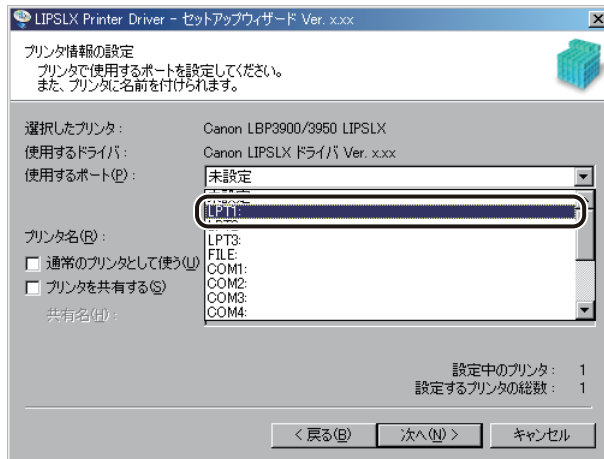 LIPSLX Printer Driver - セットアップウィザード Ver. x.xx
プリンタ情報の設定
プリンタで使用するポートを設定してください。
また、プリンタに名前を付けられます。
選択したプリンタ： Canon LBP3900/3950 LIPSLX
使用するドライバ： Canon LIPSLX ドライバ Ver. x.xx
使用するポート(P)： 未設定
LPT1:
LPT3:
プリンタ名(R)：
FILE:
通常のプリンタとして使う(U)
COM1:
COM2:
プリンタを共有する(S)
COM3:
共有名(H)：
COM4:
設定中のプリンタ： 1
設定するプリンタの総数： 1
< 戻る(B) 次へ(N) > キャンセル